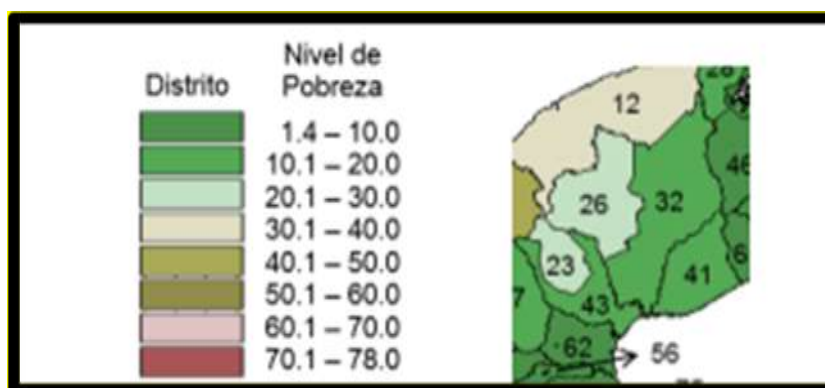 Distrito
Nivel de
Pobreza
1.4 – 10.0
10.1 – 20.0
20.1 – 30.0
30.1 – 40.0
40.1 – 50.0
50.1 – 60.0
60.1 – 70.0
70.1 – 78.0
12
46
26
32
23
41
43
62
56